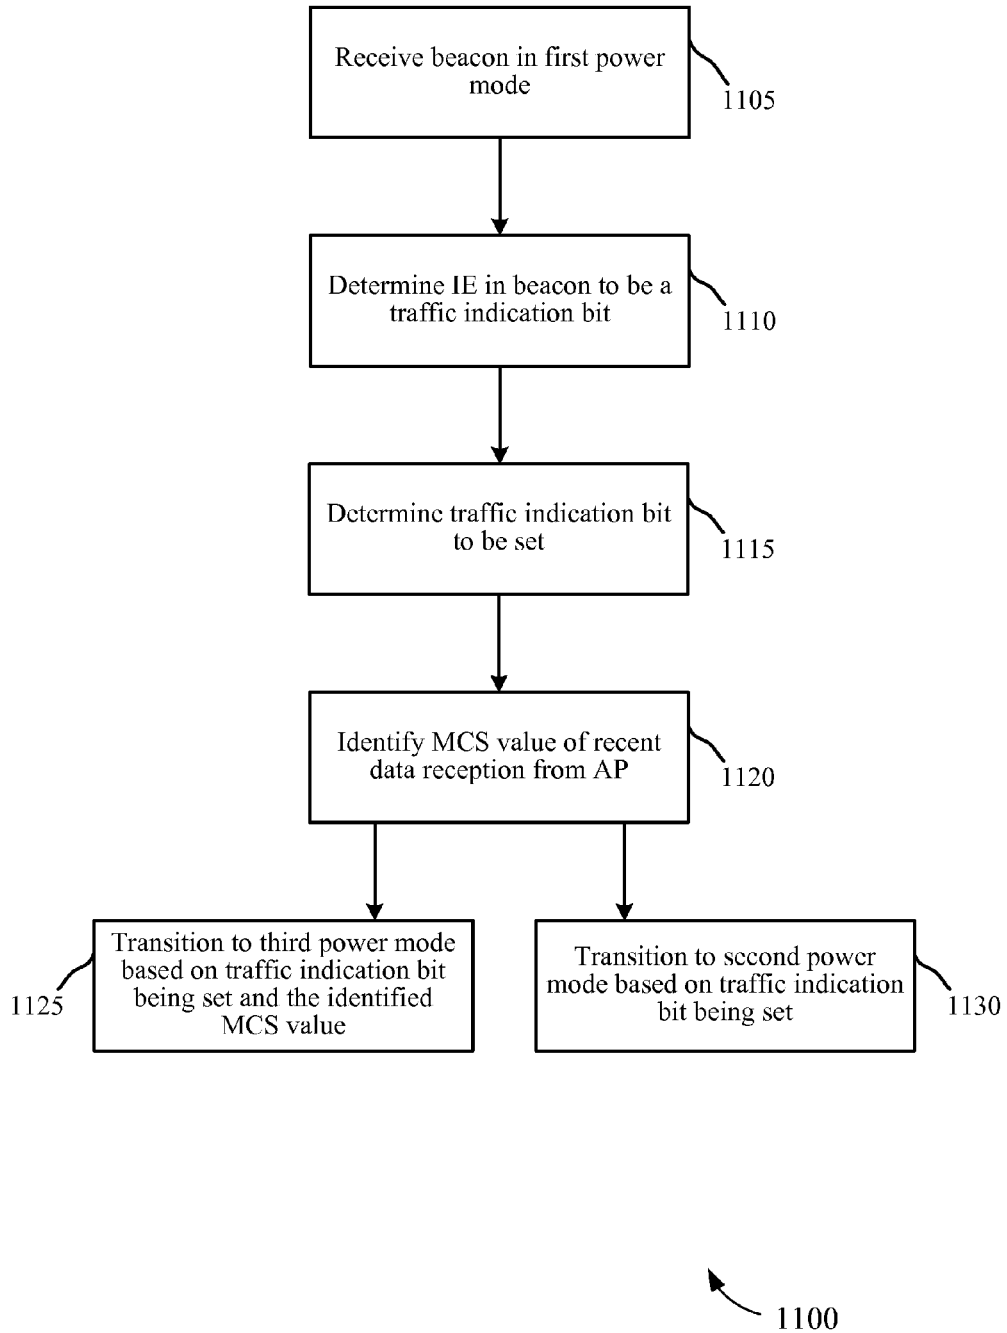 Receive beacon in first power
mode
1105
Determine IE in beacon to be a
traffic indication bit
1110
Determine traffic indication bit
to be set
1115
Identify MCS value of recent
data reception from AP
1120
Transition to third power mode
based on traffic indication bit
being set and the identified
MCS value
1125
Transition to second power
mode based on traffic indication
bit being set
1130
1100